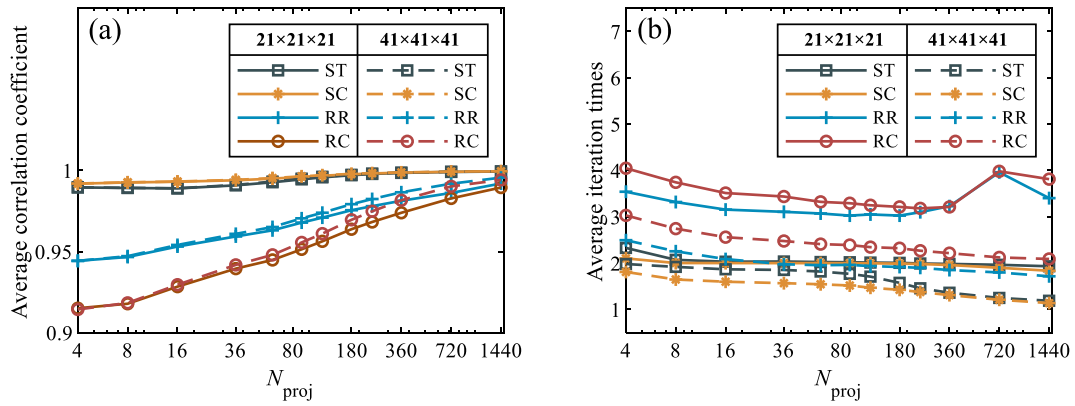 (a)
21×21×21 41×41×41
ST ST
SC SC
RR RR
RC RC
Average correlation coefficient
1
0.95
0.9
4 8 16 36 80 180 360 720 1440
Nproj
(b)
21×21×21 41×41×41
ST ST
SC SC
RR RR
RC RC
Average iteration times
7
6
5
4
3
2
1
4 8 16 36 80 180 360 720 1440
Nproj